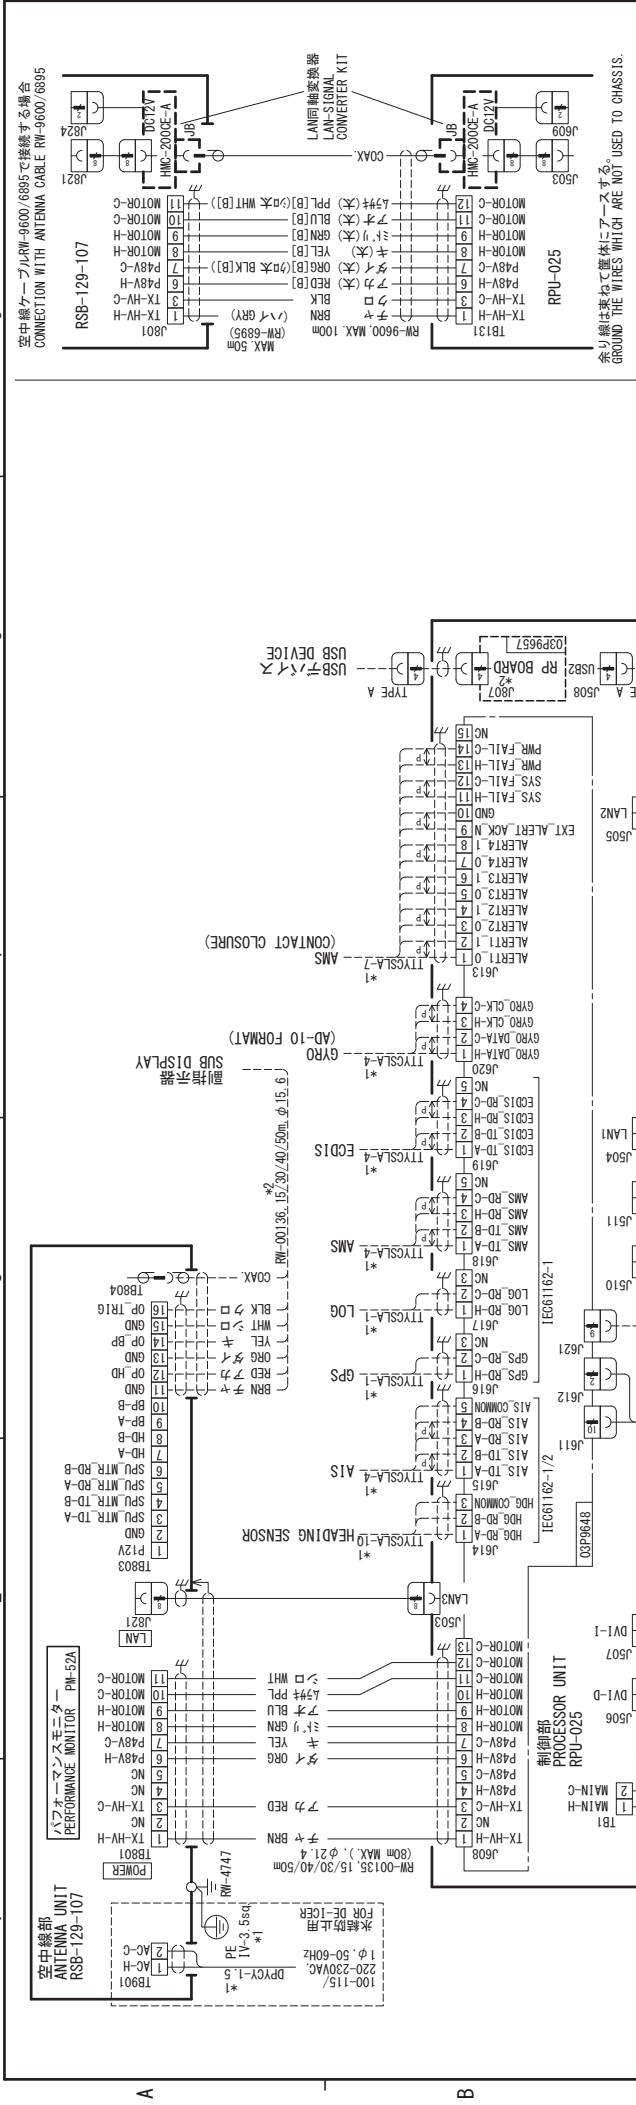 空中線ケーブルRW-9600/6895で接続する場合
CONNECTION WITH ANTENNA CABLE RW-9600/6895
J824
2
J821
8
8
DC12V
HMC-200CE-A
JB
RSB-129-107
J801
1 TX-HV-H
3 TX-HV-C
6 P48V-H
7 P48V-C
8 MOTOR-H
9 MOTOR-H
10 MOTOR-C
11 MOTOR-C
MAX. 50m
(RW-6895)
RW-9600, MAX. 100m
チャ BRN (ハイ/GRY)
クロ BLK
アカ(太) RED[B]
ダイ(太) ORG[B](クロ太 BLK[B])
キ(太) YEL[B]
ミドリ(太) GRN[B]
アオ(太) BLU[B]
ムラサキ(太) PPL[B](シロ太 WHT[B])
COAX.
LAN同軸変換器
LAN-SIGNAL
CONVERTER KIT
TB131
1 TX-HV-H
3 TX-HV-C
6 P48V-H
7 P48V-C
8 MOTOR-H
9 MOTOR-H
11 MOTOR-C
12 MOTOR-C
JB
HMC-200CE-A
DC12V
8
8
J503
2
J609
RPU-025
余り線は束ねて筐体にアースする。
GROUND THE WIRES WHICH ARE NOT USED TO CHASSIS.
USBデバイス
USB DEVICE
TYPE A
4
4
J807
*2
RP BOARD
03P9657
USB2
J508
4
AMS
(CONTACT CLOSURE)
TTYCSLA-7
*1
J613
1 ALERT1_0
2 ALERT1_1
3 ALERT2_0
4 ALERT2_1
5 ALERT3_0
6 ALERT3_1
7 ALERT4_0
8 ALERT4_1
9 EXT_ALERT_ACK_N
10 GND
11 SYS_FAIL-H
12 SYS_FAIL-C
13 PWR_FAIL-H
14 PWR_FAIL-C
15 NC
GYRO
(AD-10 FORMAT)
TTYCSLA-4
*1
J620
1 GYRO_DATA-H
2 GYRO_DATA-C
3 GYRO_CLK-H
4 GYRO_CLK-C
ECDIS
TTYCSLA-4
*1
J619
1 ECDIS_TD-A
2 ECDIS_TD-B
3 ECDIS_RD-H
4 ECDIS_RD-C
5 NC
AMS
TTYCSLA-4
*1
J618
1 AMS_TD-A
2 AMS_TD-B
3 AMS_RD-H
4 AMS_RD-C
5 NC
LOG
TTYCSLA-1
*1
J617
1 LOG_RD-H
2 LOG_RD-C
3 NC
GPS
TTYCSLA-1
*1
J616
1 GPS_RD-H
2 GPS_RD-C
3 NC
IEC61162-1
AIS
TTYCSLA-4
*1
J615
1 AIS_TD-A
2 AIS_TD-B
3 AIS_RD-A
4 AIS_RD-B
5 AIS_COMMON
HEADING SENSOR
TTYCSLA-1Q
*1
J614
1 HDG_RD-A
2 HDG_RD-B
3 HDG_COMMON
IEC61162-1/2
03P9648
副指示器
SUB DISPLAY
RW-00136, 15/30/40/50m, φ15.6
*2
LAN2
J505
LAN1
J504
J511
J510
J621
9
J612
2
J611
10
空中線部
ANTENNA UNIT
RSB-129-107
パフォーマンスモニター
PERFORMANCE MONITOR PM-52A
TB804
COAX.
TB803
1 P12V
2 GND
3 SPU_MTR_TD-A
4 SPU_MTR_TD-B
5 SPU_MTR_RD-A
6 SPU_MTR_RD-B
7 HD-A
8 HD-B
9 BP-A
10 BP-B
11 GND
12 OP_HD
13 GND
14 OP_BP
15 GND
16 OP_TRIG
チャ BRN
アカ RED
ダイ ORG
キ YEL
シロ WHT
クロ BLK
LAN
J821
8
J503
8
LAN3
POWER
TB801
1 TX-HV-H
2 NC
3 TX-HV-C
4 NC
5 NC
6 P48V-H
7 P48V-C
8 MOTOR-H
9 MOTOR-H
10 MOTOR-C
11 MOTOR-C
チャ BRN
アカ RED
ダイ ORG
キ YEL
ミドリ GRN
アオ BLU
ムラサキ PPL
シロ WHT
RW-00135, 15/30/40/50m
(80m MAX.), φ21.4
J608
1 TX-HV-H
2 NC
3 TX-HV-C
4 P48V-H
5 P48V-C
6 P48V-H
7 P48V-C
8 MOTOR-H
9 MOTOR-H
10 MOTOR-H
11 MOTOR-C
12 MOTOR-C
13 MOTOR-C
制御部
PROCESSOR UNIT
RPU-025
DVI-I
J507
DVI-D
J506
TB1
1 MAIN-H
2 MAIN-C
TB901
1 AC-H
2 AC-C
RW-4747
PE
IV-3.5sq.
*1
DPYCY-1.5
*1
100-115/
220-230VAC,
1φ, 50-60Hz
氷結防止用
FOR DE-ICER
A
B